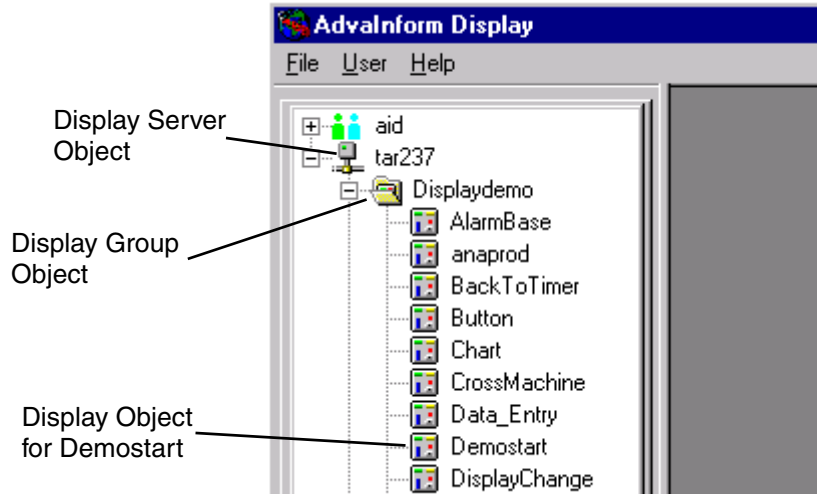 AdvaInform Display
File User Help
Display Server
Object
aid
tar237
Displaydemo
AlarmBase
Display Group
Object
anaprod
BackToTimer
Button
Chart
CrossMachine
Data_Entry
Display Object
for Demostart
Demostart
DisplayChange